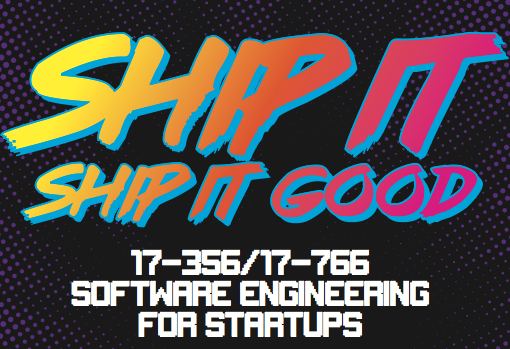 SHIP IT
SHIP IT GOOD
17-356/17-766
SOFTWARE ENGINEERING
FOR STARTUPS